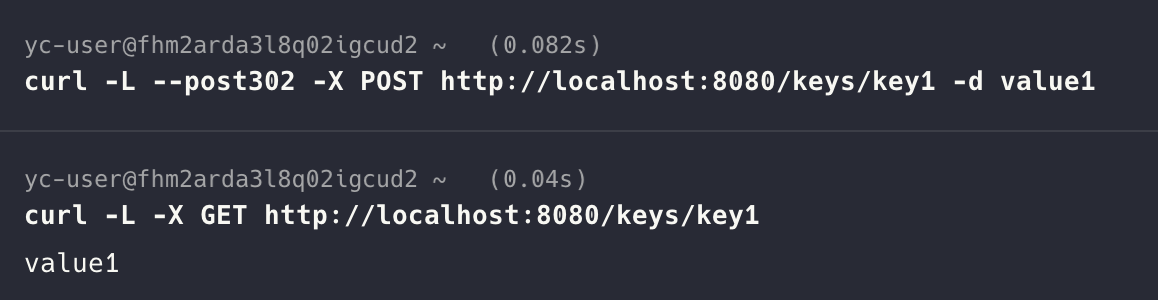 yc-user@fhm2arda3l8q02igcud2 ~ (0.082s)
curl -L --post302 -X POST http://localhost:8080/keys/key1 -d value1
yc-user@fhm2arda3l8q02igcud2 ~ (0.04s)
curl -L -X GET http://localhost:8080/keys/key1
value1